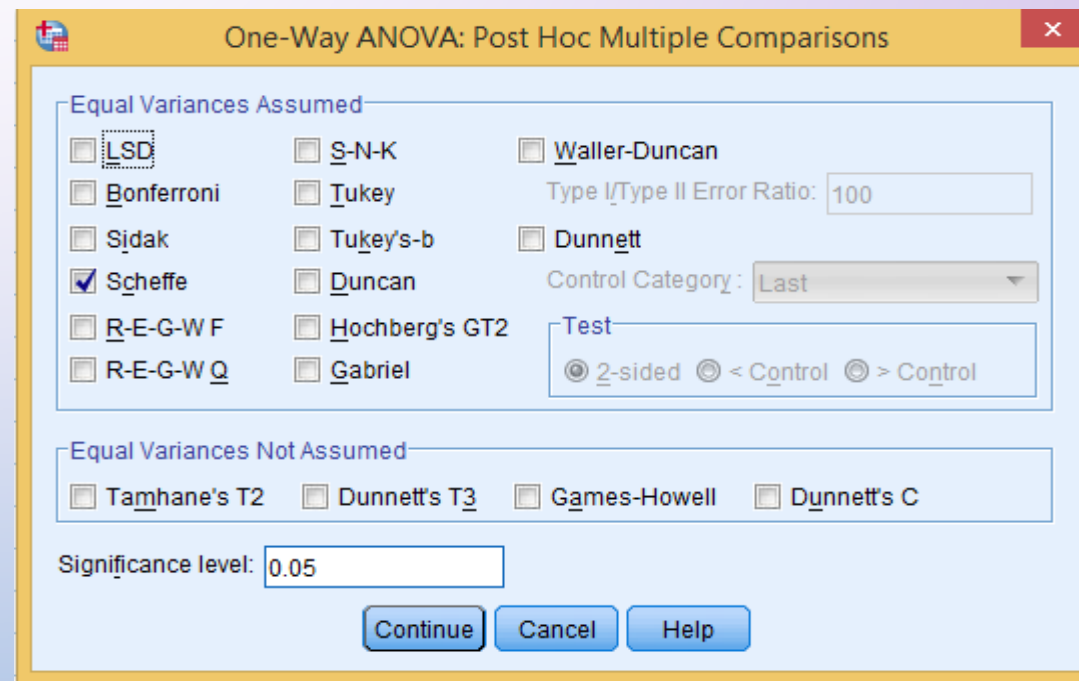 One-Way ANOVA: Post Hoc Multiple Comparisons
Equal Variances Assumed
LSD S-N-K Waller-Duncan
Bonferroni Tukey Type I/Type II Error Ratio: 100
Sidak Tukey's-b Dunnett
Scheffe Duncan Control Category : Last
R-E-G-W F Hochberg's GT2 Test
R-E-G-W Q Gabriel 2-sided < Control > Control
Equal Variances Not Assumed
Tamhane's T2 Dunnett's T3 Games-Howell Dunnett's C
Significance level: 0.05
Continue Cancel Help